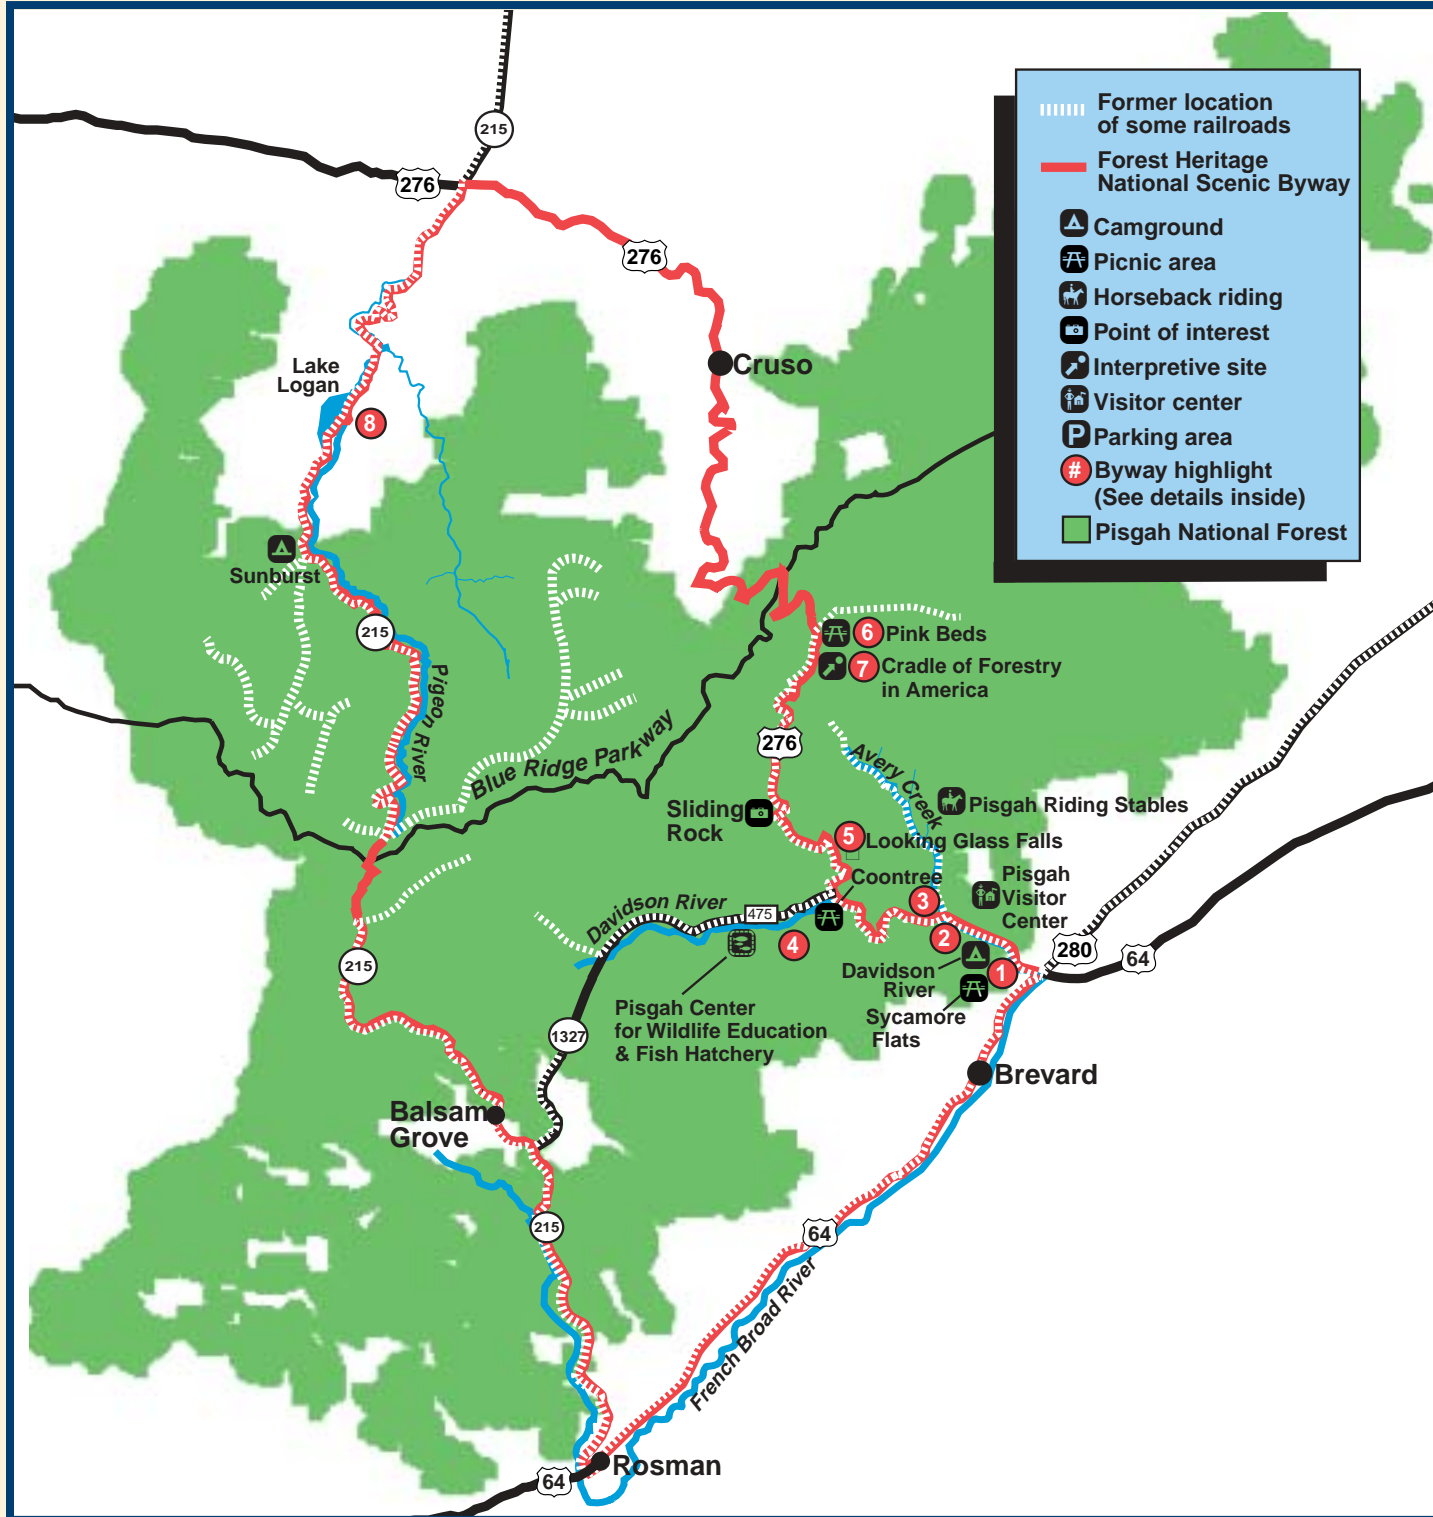 Former location
of some railroads
Forest Heritage
National Scenic Byway
Camground
Picnic area
Horseback riding
Point of interest
Interpretive site
Visitor center
P
Parking area
#
Byway highlight
(See details inside)
Pisgah National Forest
215
276
276
Cruso
Lake
Logan
8
Sunburst
215
Pigeon River
Blue Ridge Parkway
6
Pink Beds
7
Cradle of Forestry
in America
276
Avery Creek
Pisgah Riding Stables
Sliding
Rock
5
Looking Glass Falls
Coontree
Pisgah
Visitor
Center
3
Davidson River
475
4
2
280
64
Davidson
River
1
Sycamore
Flats
215
Pisgah Center
for Wildlife Education
& Fish Hatchery
1327
Brevard
Balsam
Grove
215
64
French Broad River
Rosman
64